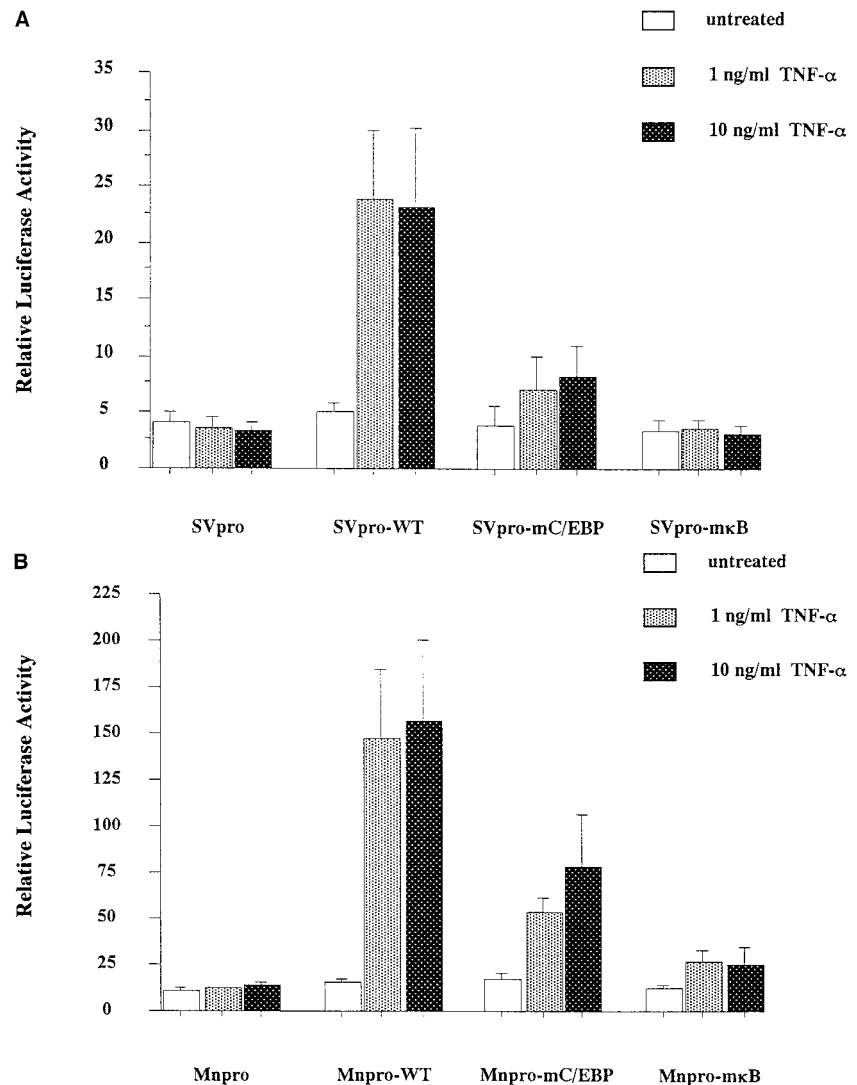 A
untreated
1 ng/ml TNF-α
10 ng/ml TNF-α
Relative Luciferase Activity
35
30
25
20
15
10
5
0
SVpro SVpro-WT SVpro-mC/EBP SVpro-mκB
B
untreated
1 ng/ml TNF-α
10 ng/ml TNF-α
Relative Luciferase Activity
225
200
175
150
125
100
75
50
25
0
Mnpro Mnpro-WT Mnpro-mC/EBP Mnpro-mκB